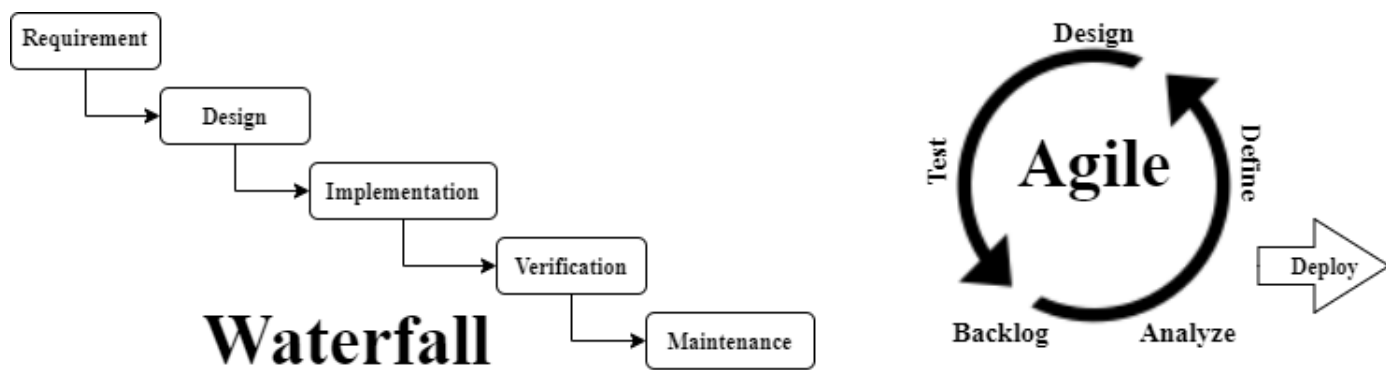 Requirement
Design
Implementation
Verification
Maintenance
Waterfall
Design
Test
Agile
Define
Deploy
Backlog
Analyze